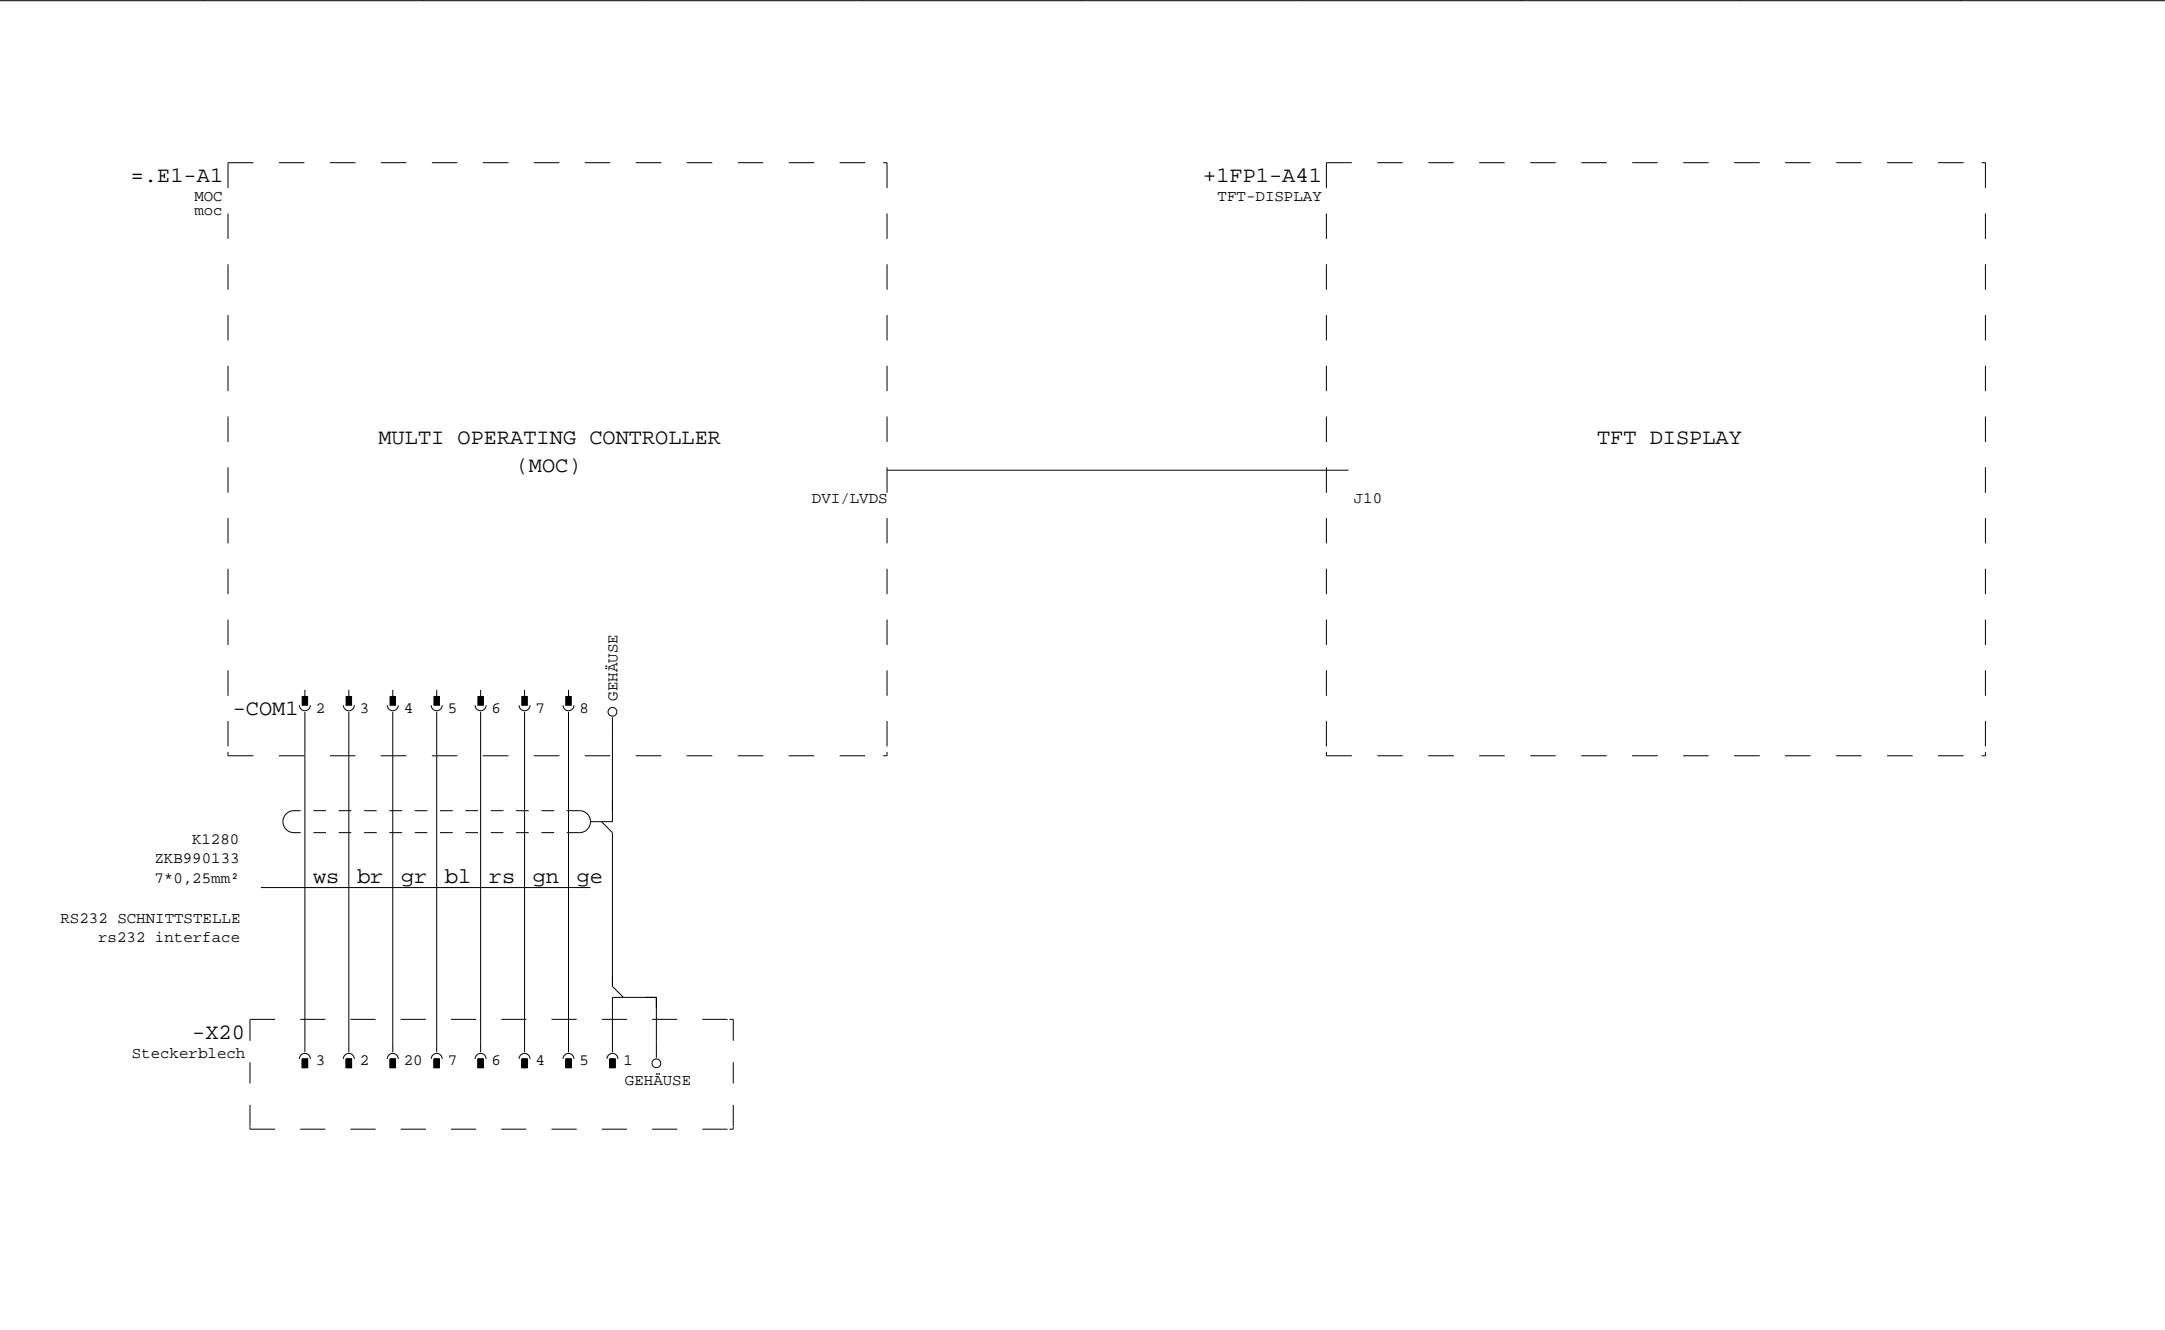 =.E1-A1
MOC
moc
+1FP1-A41
TFT-DISPLAY
MULTI OPERATING CONTROLLER
(MOC)
TFT DISPLAY
DVI/LVDS
J10
GEHÄUSE
-COM1 2 3 4 5 6 7 8
K1280
ZKB990133
7*0,25mm²
ws br gr bl rs gn ge
RS232 SCHNITTSTELLE
rs232 interface
-X20
Steckerblech
3 2 20 7 6 4 5 1
GEHÄUSE